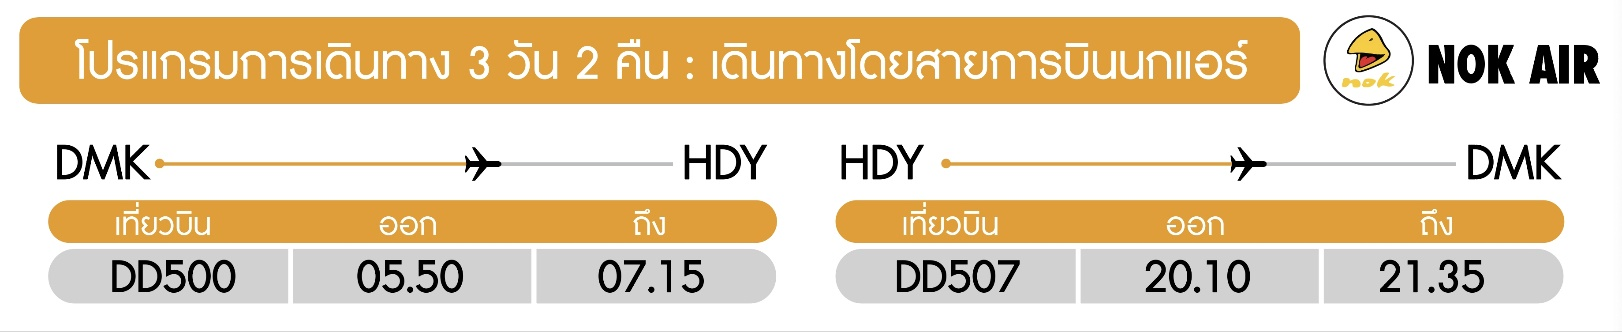 โปรแกรมการเดินทาง 3 วัน 2 คืน : เดินทางโดยสายการบินนกแอร์
nok
NOK AIR
DMK HDY
เที่ยวบิน ออก ถึง
DD500 05.50 07.15
HDY DMK
เที่ยวบิน ออก ถึง
DD507 20.10 21.35